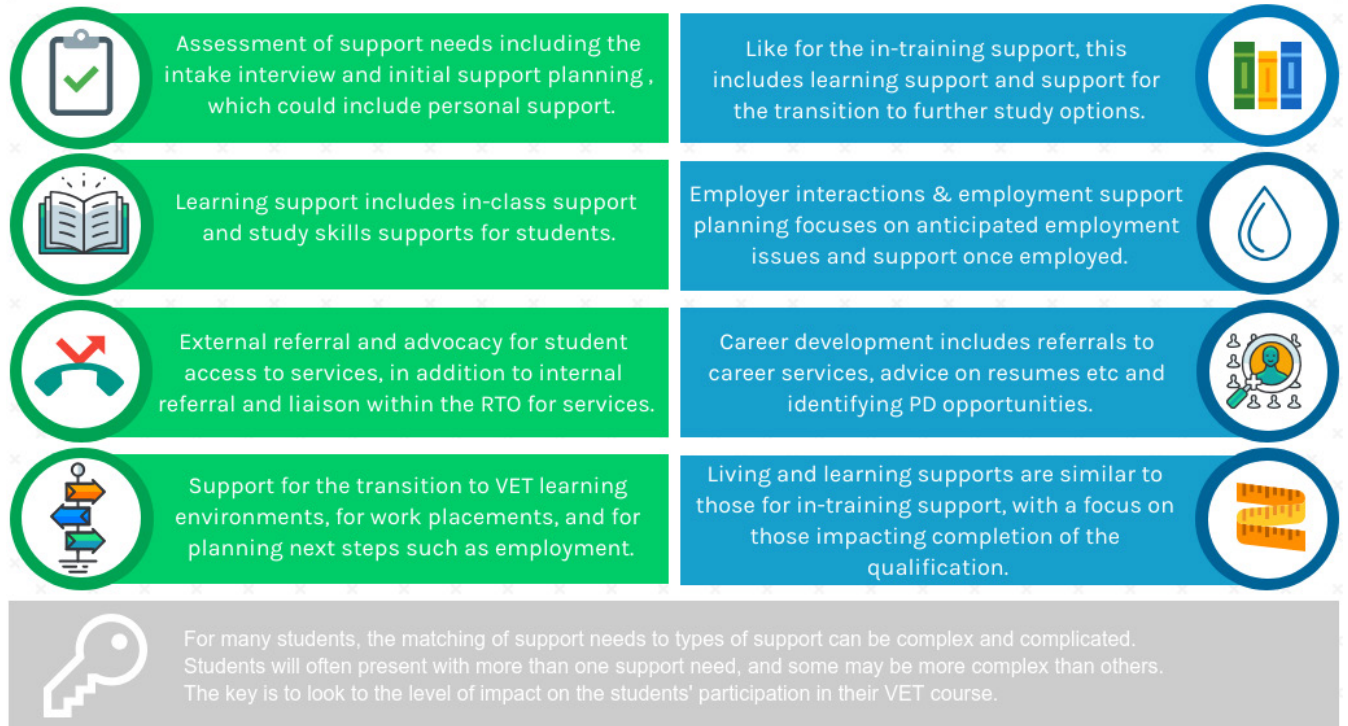 Assessment of support needs including the
intake interview and initial support planning ,
which could include personal support.
Learning support includes in-class support
and study skills supports for students.
External referral and advocacy for student
access to services, in addition to internal
referral and liaison within the RTO for services.
Support for the transition to VET learning
environments, for work placements, and for
planning next steps such as employment.
Like for the in-training support, this
includes learning support and support for
the transition to further study options.
Employer interactions & employment support
planning focuses on anticipated employment
issues and support once employed.
Career development includes referrals to
career services, advice on resumes etc and
identifying PD opportunities.
Living and learning supports are similar to
those for in-training support, with a focus on
those impacting completion of the
qualification.
For many students, the matching of support needs to types of support can be complex and complicated.
Students will often present with more than one support need, and some may be more complex than others.
The key is to look to the level of impact on the students' participation in their VET course.